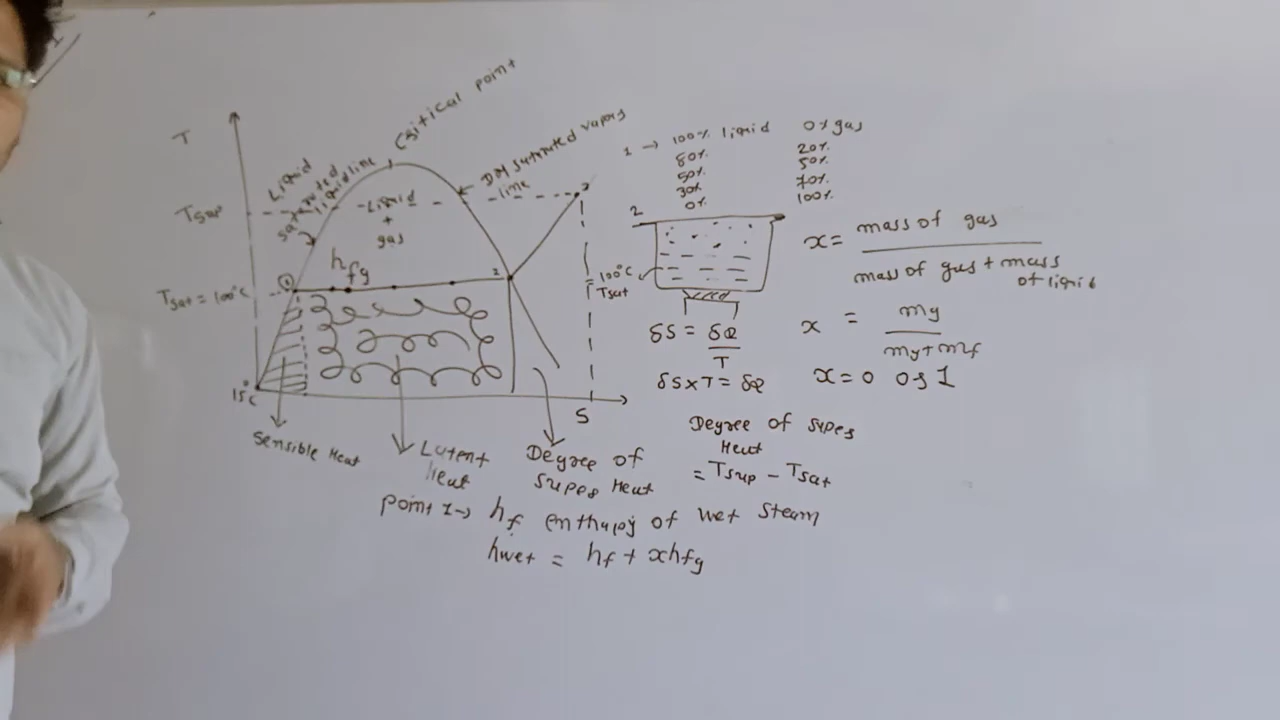 Critical point
T
Liquid
saturated
liquid line
Dry saturated vapors
line
Tsup
Liquid
+
gas
3
hfg
1
2
Tsat = 100°C
15°C
S
Sensible Heat
Latent
Heat
Degree of
super Heat
1 → 100% liquid 0% gas
80% 20%
50% 50%
30% 70%
0% 100%
2
100°C
Tsat
x = mass of gas
mass of gas + mass
of liquid
δS = δQ
T
x = mg
mg + mf
δS x T = δQ
x = 0 or 1
Degree of super
Heat
= Tsup - Tsat
point 1 → hf enthalpy of wet steam
hwet = hf + xhfg